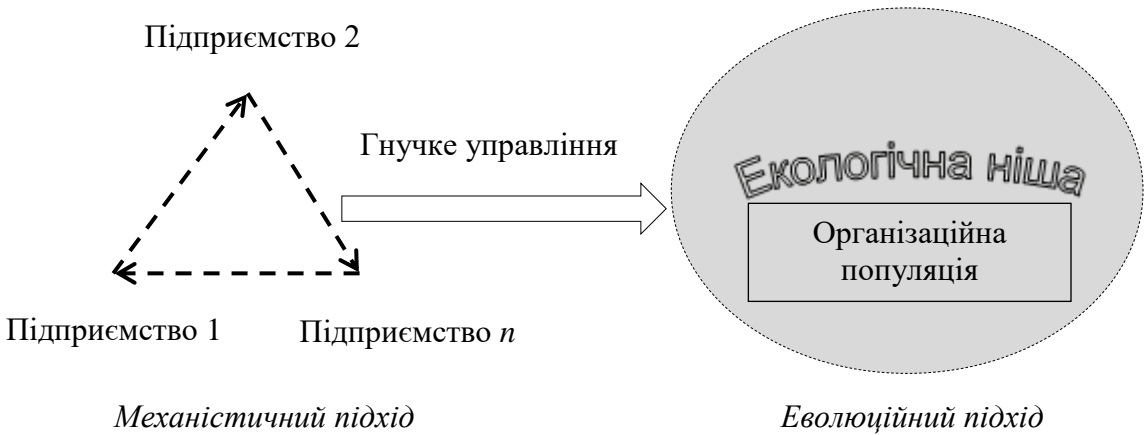 Підприємство 2
Гнучке управління
Екологічна ніша
Організаційна
популяція
Підприємство 1
Підприємство n
Механістичний підхід
Еволюційний підхід